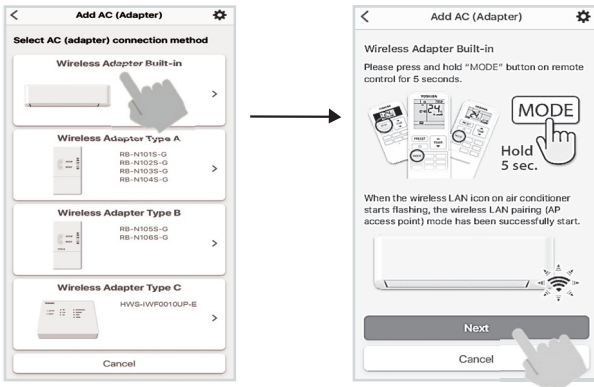 Add AC (Adapter)
Select AC (adapter) connection method
Wireless Adapter Built-in
Wireless Adapter Type A
RB-N101S-G
RB-N102S-G
RB-N103S-G
RB-N104S-G
Wireless Adapter Type B
RB-N105S-G
RB-N106S-G
Wireless Adapter Type C
HWS-IWF0010UP-E
Cancel
Add AC (Adapter)
Wireless Adapter Built-in
Please press and hold "MODE" button on remote
control for 5 seconds.
TOSHIBA
PRESET
MODE
Hold
5 sec.
When the wireless LAN icon on air conditioner
starts flashing, the wireless LAN pairing (AP
access point) mode has been successfully start.
Next
Cancel